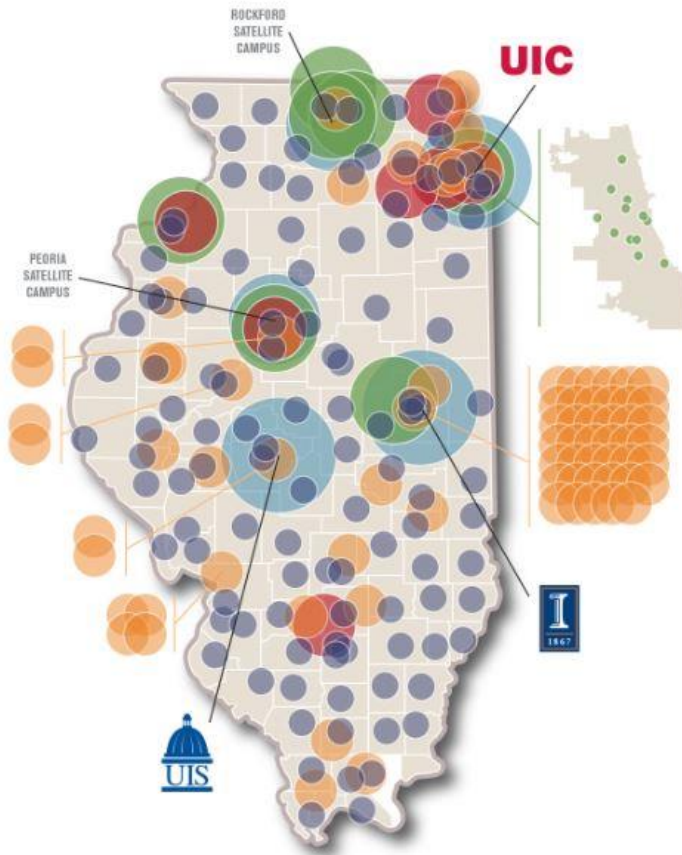 ROCKFORD
SATELLITE
CAMPUS
UIC
PEORIA
SATELLITE
CAMPUS
I
1867
UIS